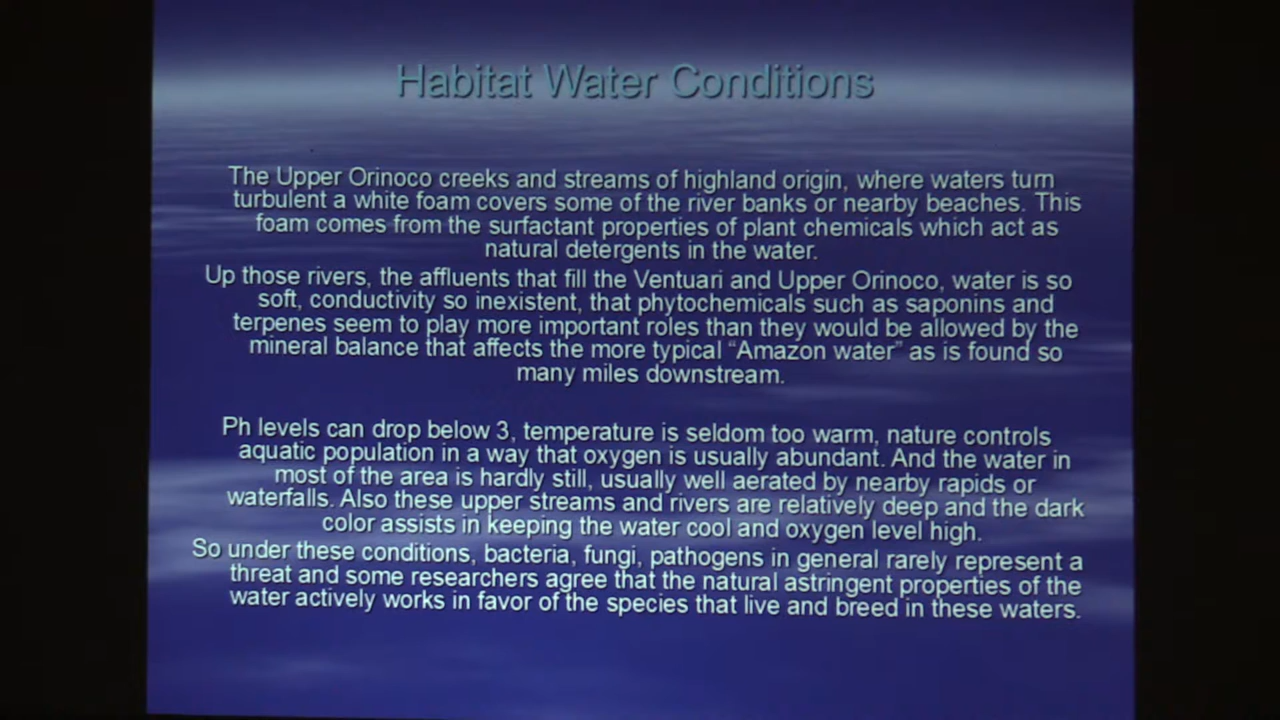 Habitat Water Conditions
The Upper Orinoco creeks and streams of highland origin, where waters turn
turbulent a white foam covers some of the river banks or nearby beaches. This
foam comes from the surfactant properties of plant chemicals which act as
natural detergents in the water.
Up those rivers, the affluents that fill the Ventuari and Upper Orinoco, water is so
soft, conductivity so inexistent, that phytochemicals such as saponins and
terpenes seem to play more important roles than they would be allowed by the
mineral balance that affects the more typical “Amazon water” as is found so
many miles downstream.
Ph levels can drop below 3, temperature is seldom too warm, nature controls
aquatic population in a way that oxygen is usually abundant. And the water in
most of the area is hardly still, usually well aerated by nearby rapids or
waterfalls. Also these upper streams and rivers are relatively deep and the dark
color assists in keeping the water cool and oxygen level high.
So under these conditions, bacteria, fungi, pathogens in general rarely represent a
threat and some researchers agree that the natural astringent properties of the
water actively works in favor of the species that live and breed in these waters.